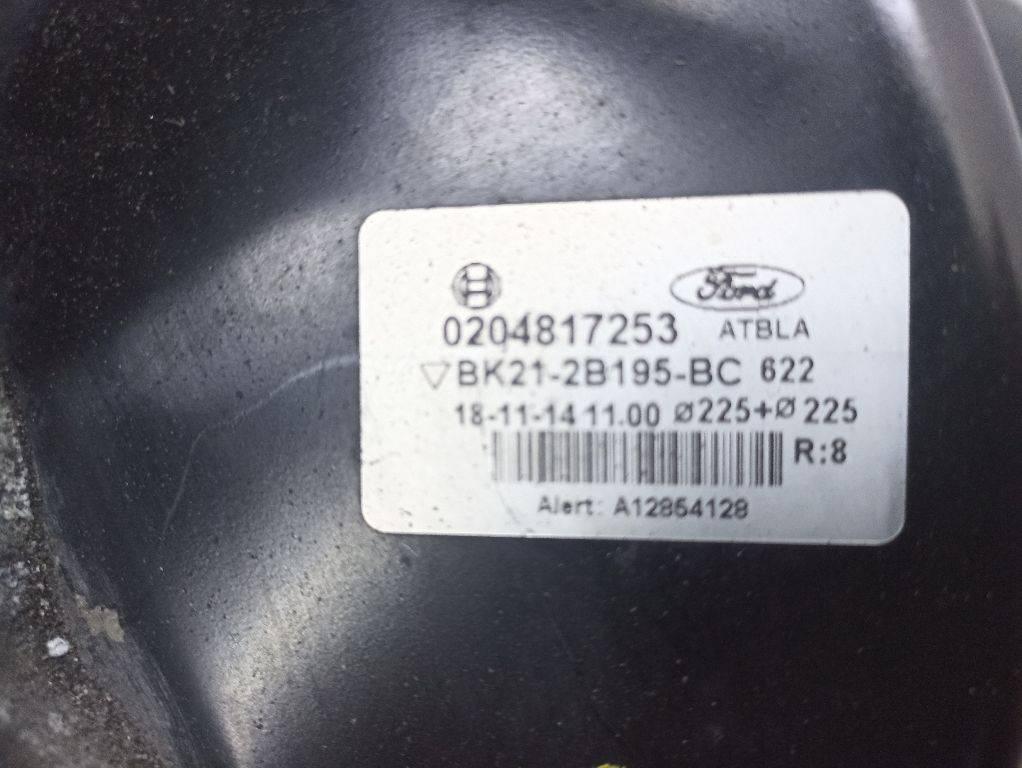 Ford
0204817253 ATBLA
▽BK21-2B195-BC 622
18-11-14 11.00 Ø225+Ø225
R:8
Alert: A12854128